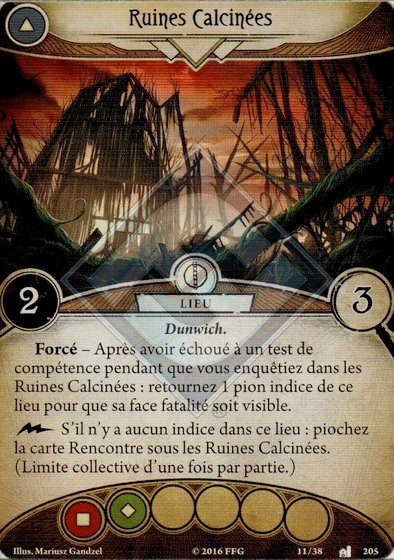 Ruines Calcinées
2
LIEU
3
Dunwich.
Forcé – Après avoir échoué à un test de
compétence pendant que vous enquêtiez dans les
Ruines Calcinées : retournez 1 pion indice de ce
lieu pour que sa face fatalité soit visible.
S'il n'y a aucun indice dans ce lieu : piochez
la carte Rencontre sous les Ruines Calcinées.
(Limite collective d'une fois par partie.)
Illus. Mariusz Gandzel © 2016 FFG 11/38 205